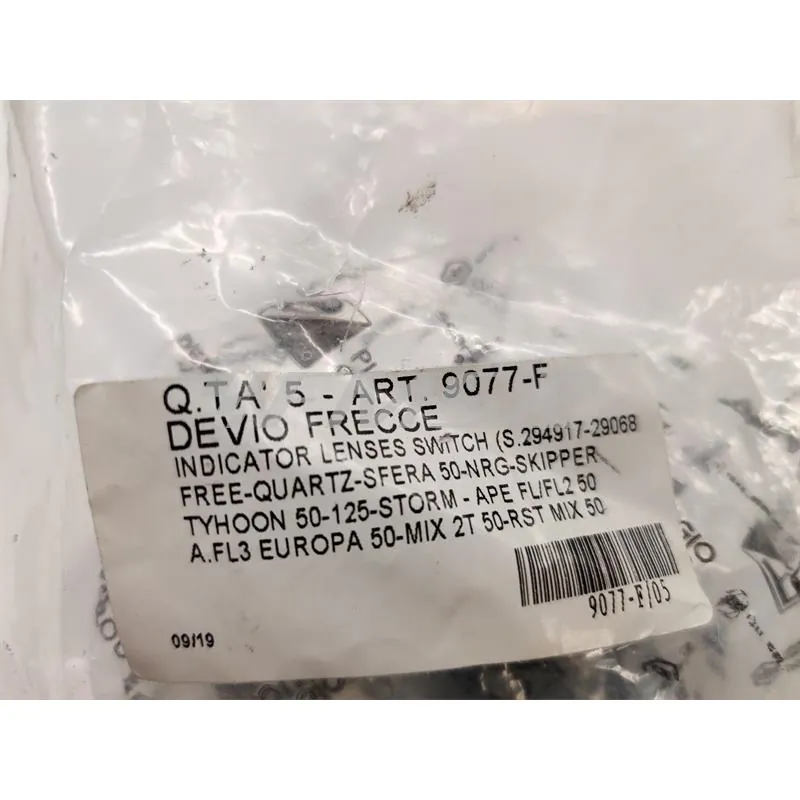 Q.TA' 5 - ART. 9077-F
DEVIO FRECCE
INDICATOR LENSES SWITCH (S.294917-29068
FREE-QUARTZ-SFERA 50-NRG-SKIPPER
TYHOON 50-125-STORM - APE FL/FL2 50
A.FL3 EUROPA 50-MIX 2T 50-RST MIX 50
9077-F/05
09/19